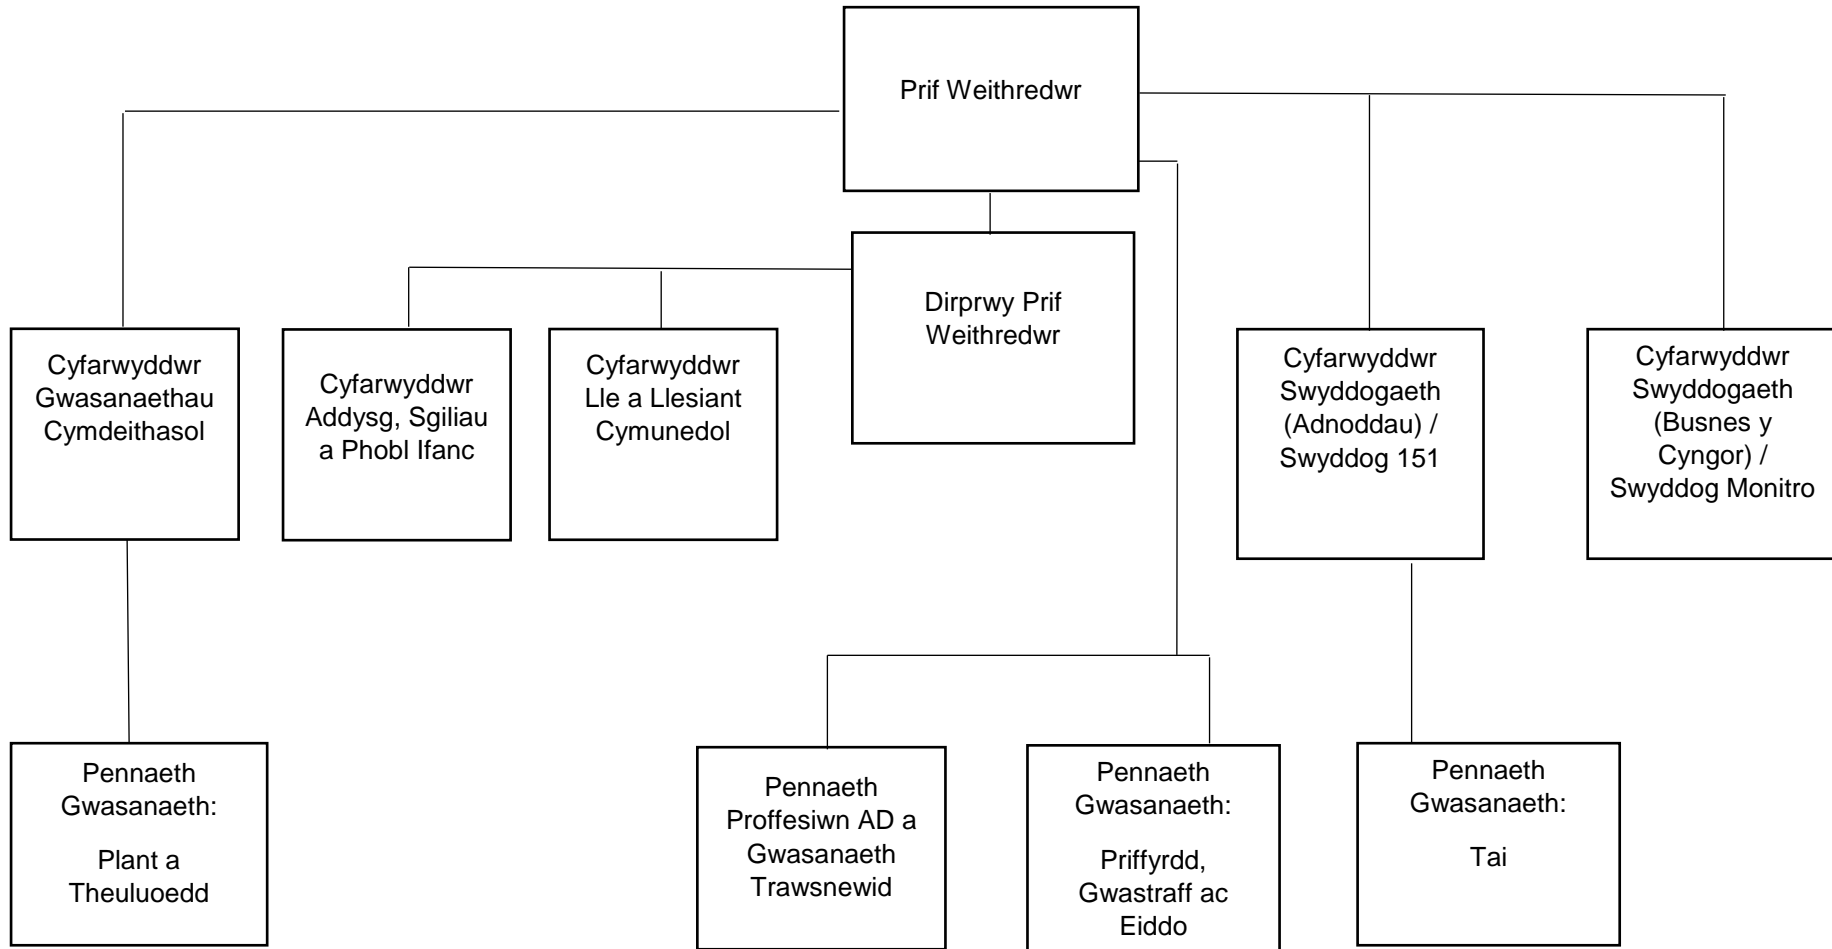 Prif Weithredwr
Dirprwy Prif
Weithredwr
Cyfarwyddwr
Gwasanaethau
Cymdeithasol
Cyfarwyddwr
Addysg, Sgiliau
a Phobl Ifanc
Cyfarwyddwr
Lle a Llesiant
Cymunedol
Cyfarwyddwr
Swyddogaeth
(Adnoddau) /
Swyddog 151
Cyfarwyddwr
Swyddogaeth
(Busnes y
Cyngor) /
Swyddog Monitro
Pennaeth
Gwasanaeth:
Plant a
Theuluoedd
Pennaeth
Proffesiwn AD a
Gwasanaeth
Trawsnewid
Pennaeth
Gwasanaeth:
Priffyrdd,
Gwastraff ac
Eiddo
Pennaeth
Gwasanaeth:
Tai